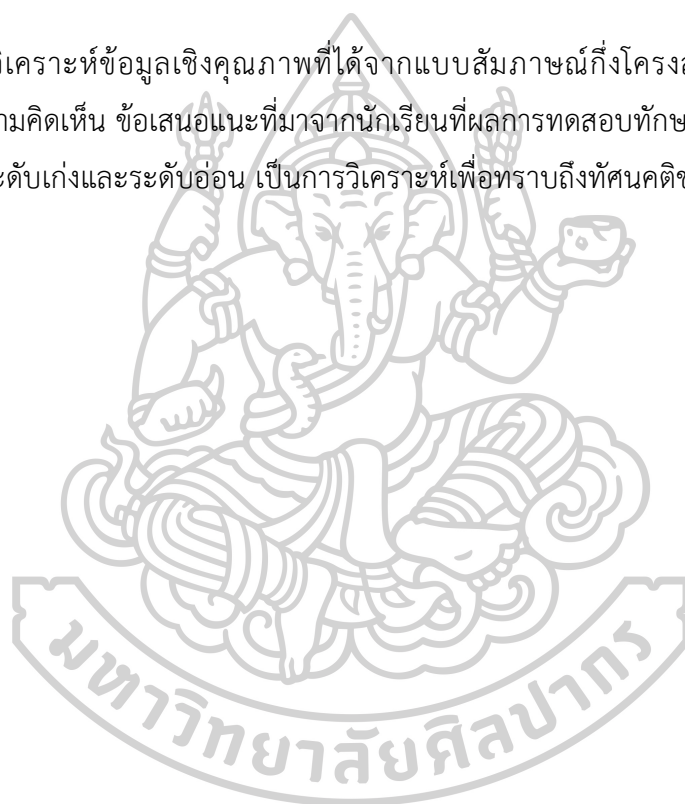 วิเคราะห์ข้อมูลเชิงคุณภาพที่ได้จากแบบสัมภาษณ์กึ่งโครง
ามคิดเห็น ข้อเสนอแนะที่มาจากนักเรียนที่ผลการทดสอบทักษ
ะดับเก่งและระดับอ่อน เป็นการวิเคราะห์เพื่อทราบถึงทัศนคติ
มหาวิทยาลัยศิลปากร